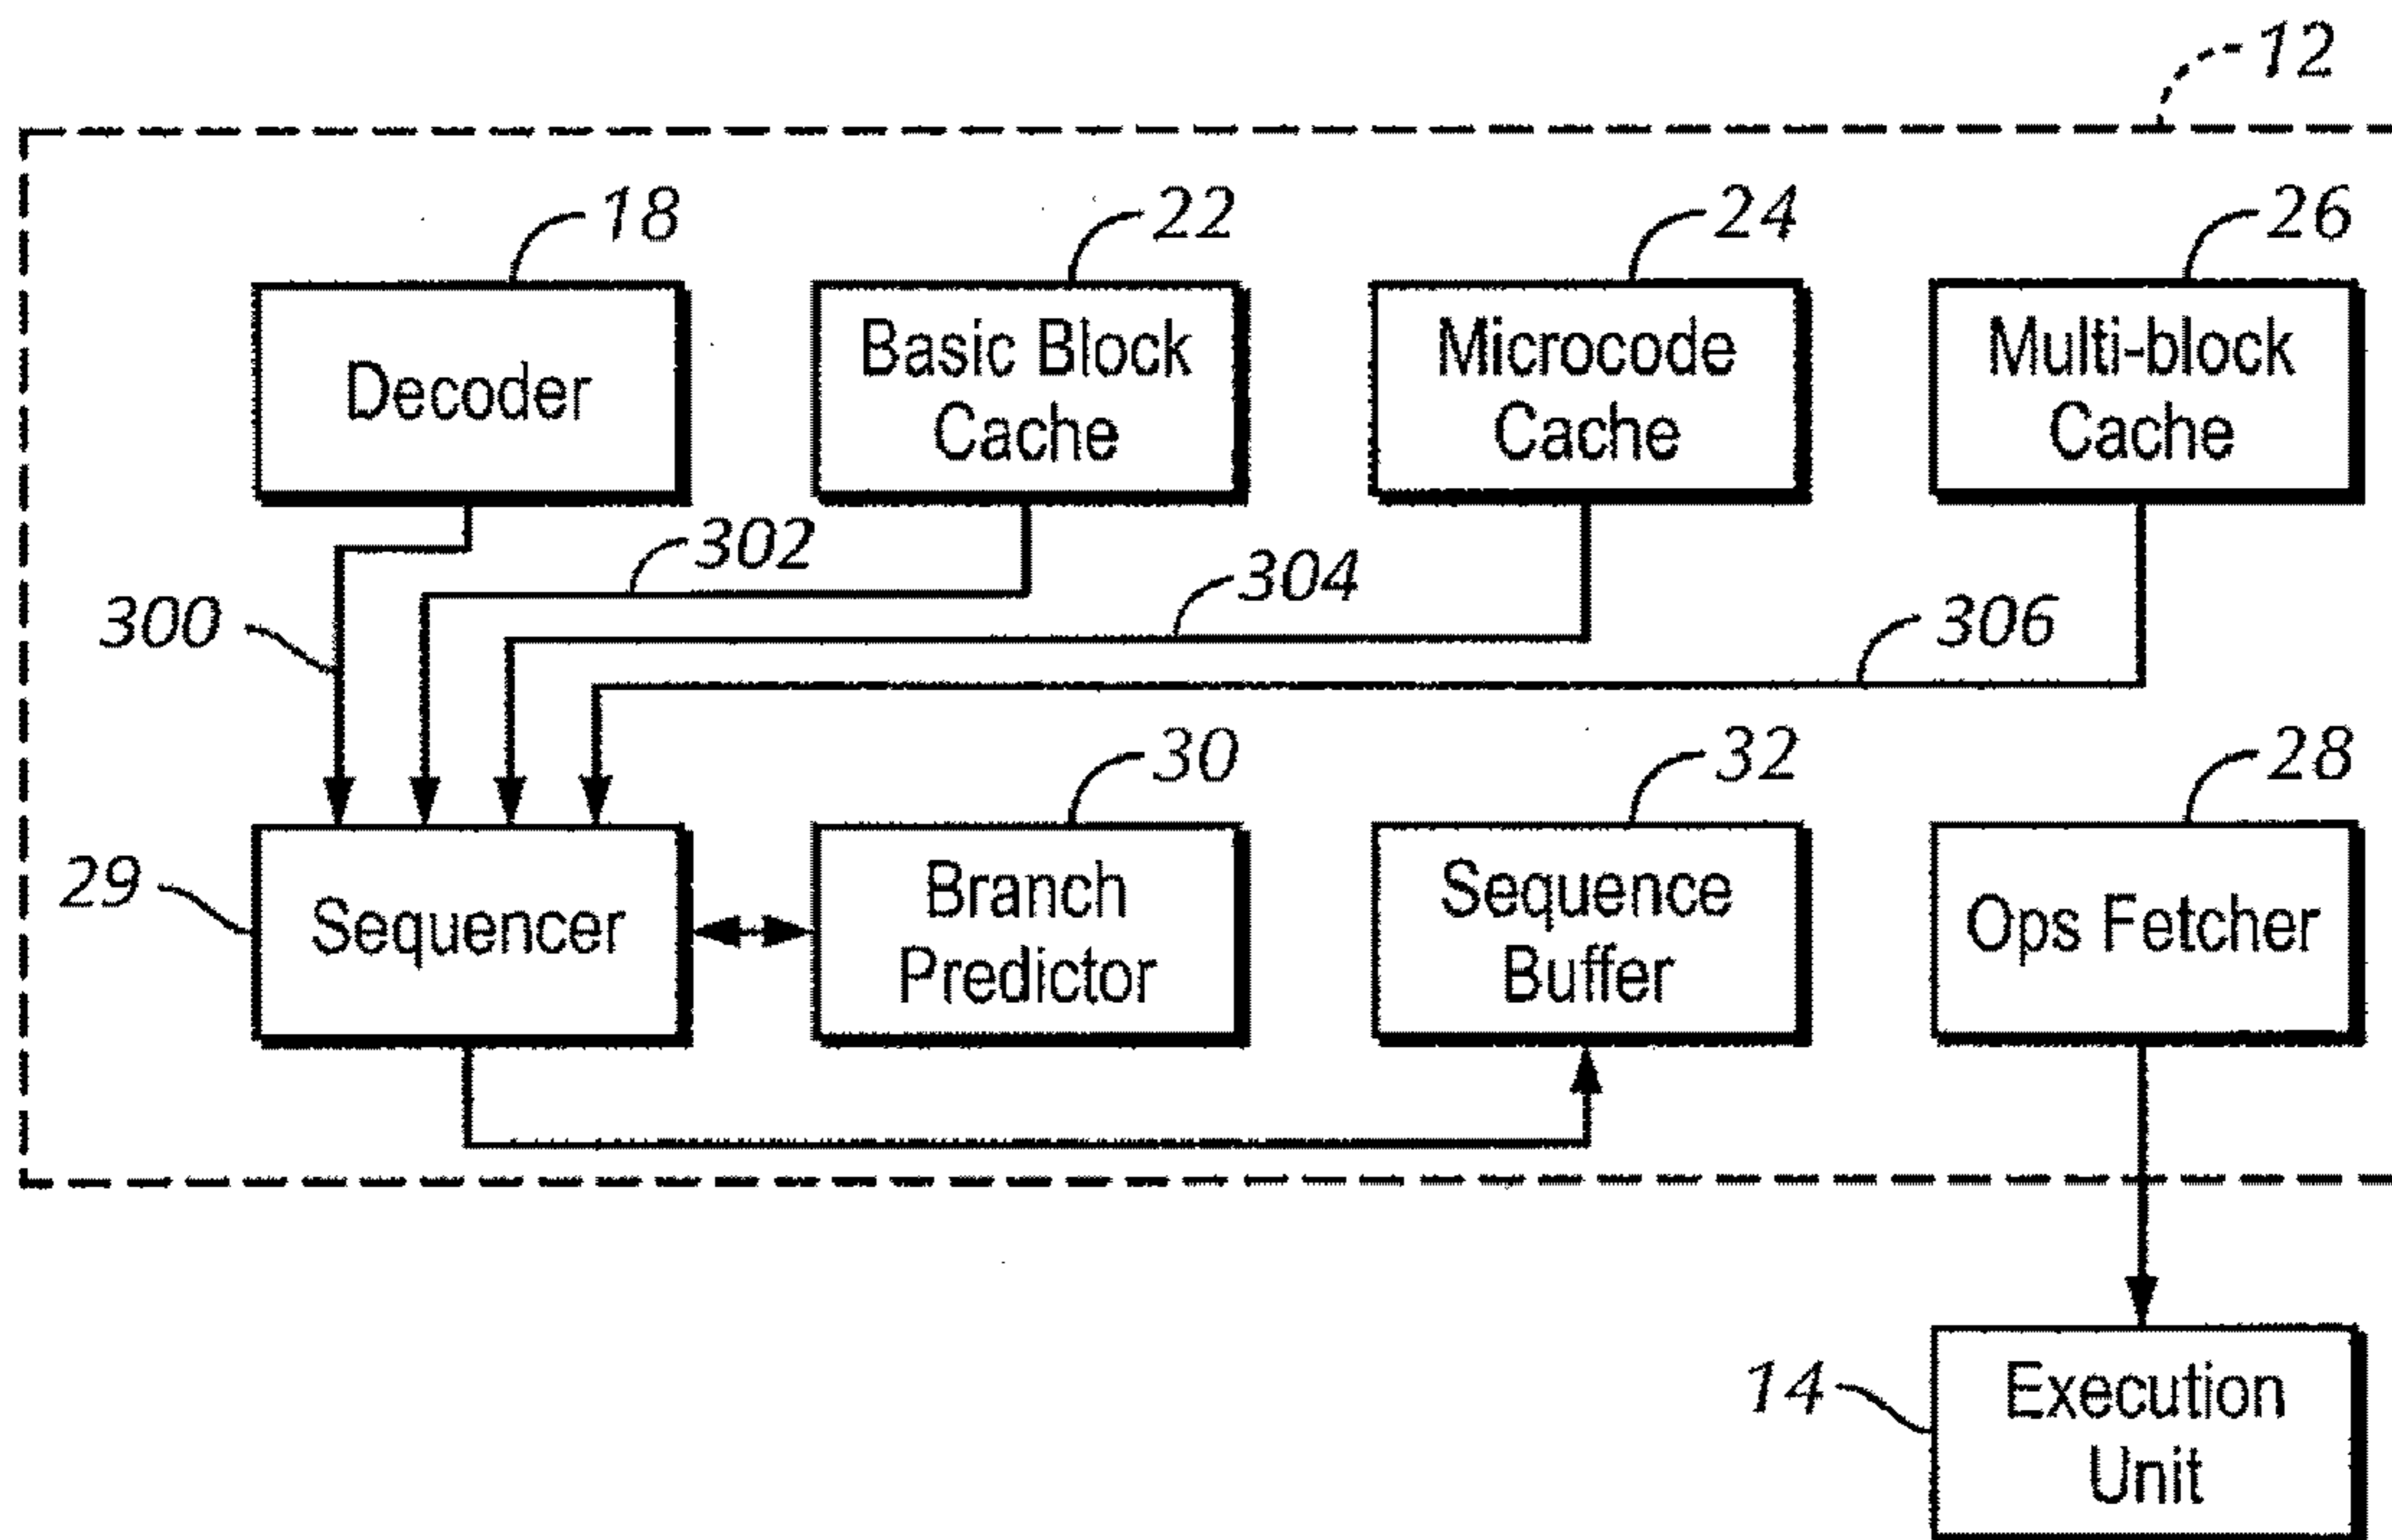 12
18
22
24
26
Decoder
Basic Block
Cache
Microcode
Cache
Multi-block
Cache
302
304
300
306
30
32
28
29
Sequencer
Branch
Predictor
Sequence
Buffer
Ops Fetcher
14
Execution
Unit